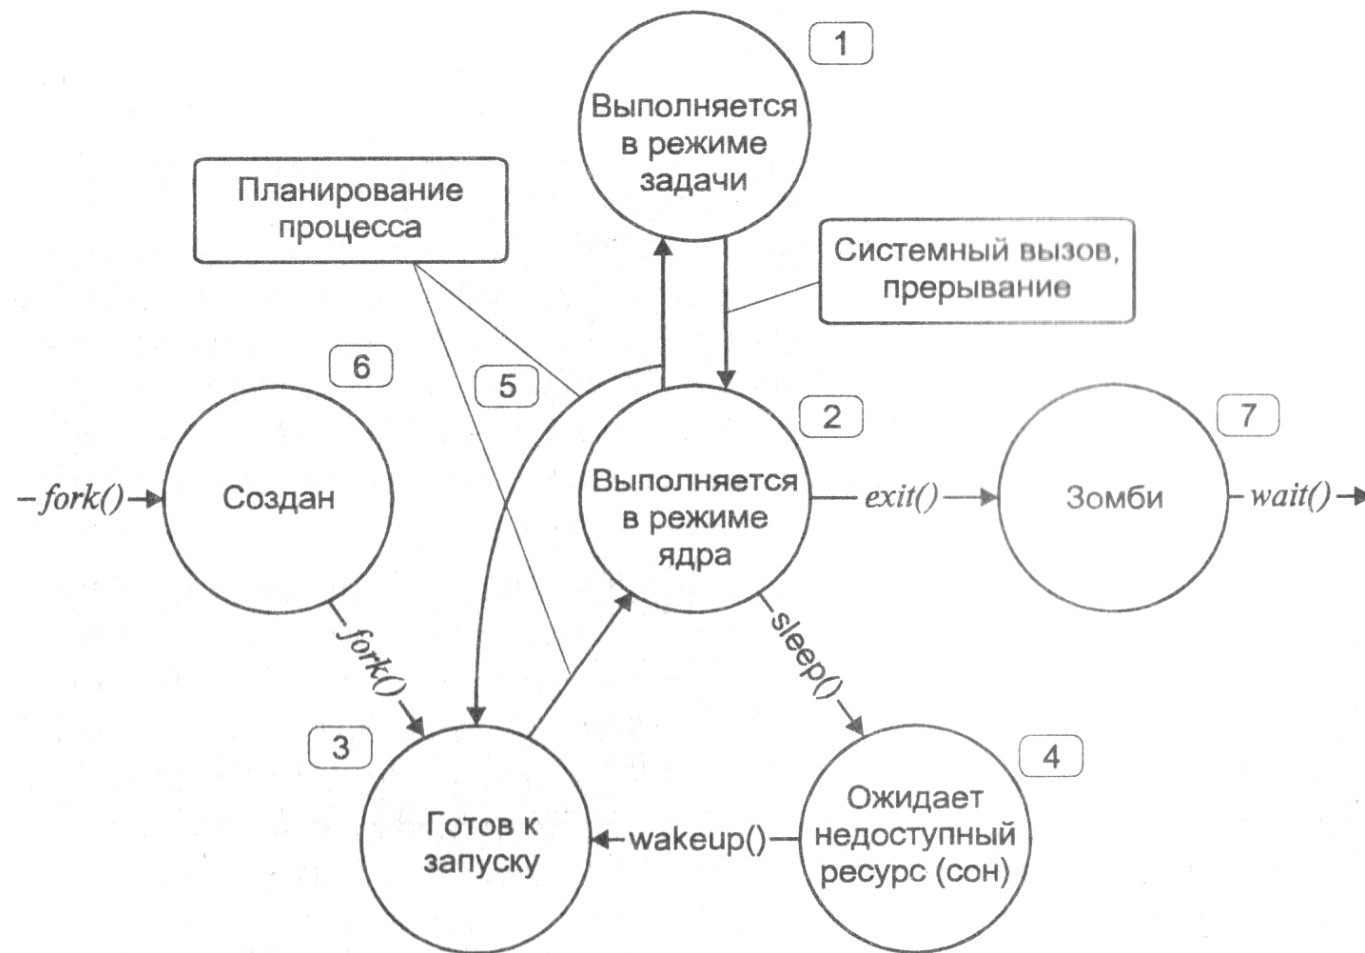 1
Выполняется
в режиме
задачи
Планирование
процесса
Системный вызов,
прерывание
6
5
2
7
fork()
Создан
Выполняется
в режиме
ядра
exit()
Зомби
wait()
fork()
sleep()
3
4
Готов к
запуску
wakeup()
Ожидает
недоступный
ресурс (сон)